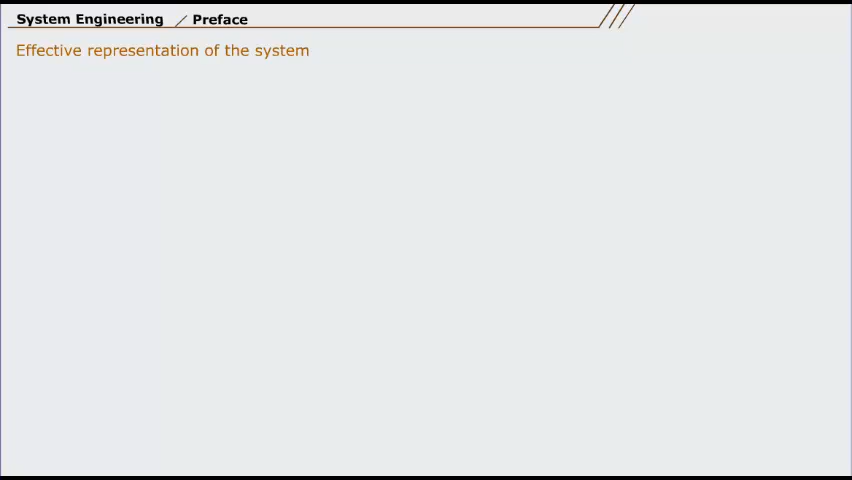 System Engineering / Preface
Effective representation of the system